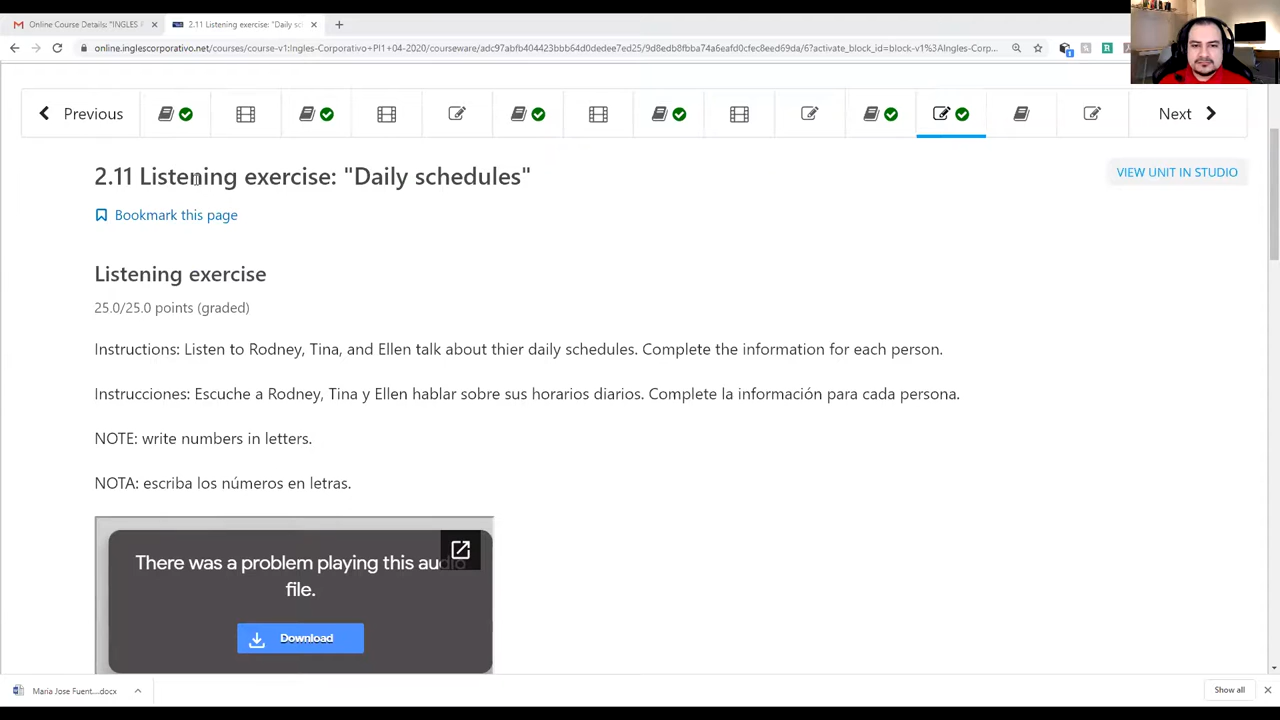 Online Course Details: "INGLES P
2.11 Listening exercise: "Daily sc
online.inglescorporativo.net/courses/course-v1:Ingles-Corporativo+PI1+04-2020/courseware/adc97abfb404423bbb64d0dedee7ed25/9d8edb8fbba74a6eafd0cfec8eed69da/6?activate_block_id=block-v1%3AIngles-Corp...
Previous
Next
2.11 Listening exercise: "Daily schedules"
VIEW UNIT IN STUDIO
Bookmark this page
Listening exercise
25.0/25.0 points (graded)
Instructions: Listen to Rodney, Tina, and Ellen talk about thier daily schedules. Complete the information for each person.
Instrucciones: Escuche a Rodney, Tina y Ellen hablar sobre sus horarios diarios. Complete la información para cada persona.
NOTE: write numbers in letters.
NOTA: escriba los números en letras.
There was a problem playing this audio
file.
Download
Maria Jose Fuent....docx
Show all